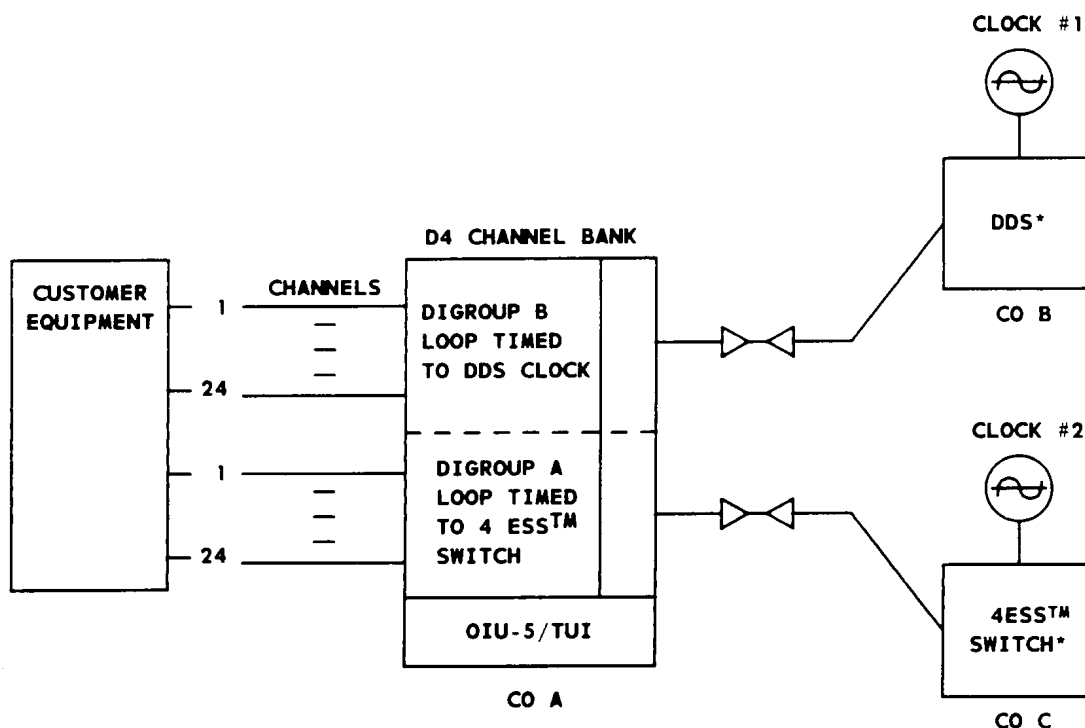 CLOCK #1
DDS*
CO B
D4 CHANNEL BANK
CUSTOMER
EQUIPMENT
CHANNELS
1
24
1
24
DIGROUP B
LOOP TIMED
TO DDS CLOCK
DIGROUP A
LOOP TIMED
TO 4 ESS™
SWITCH
OIU-5/TUI
CO A
CLOCK #2
4ESS™
SWITCH*
CO C